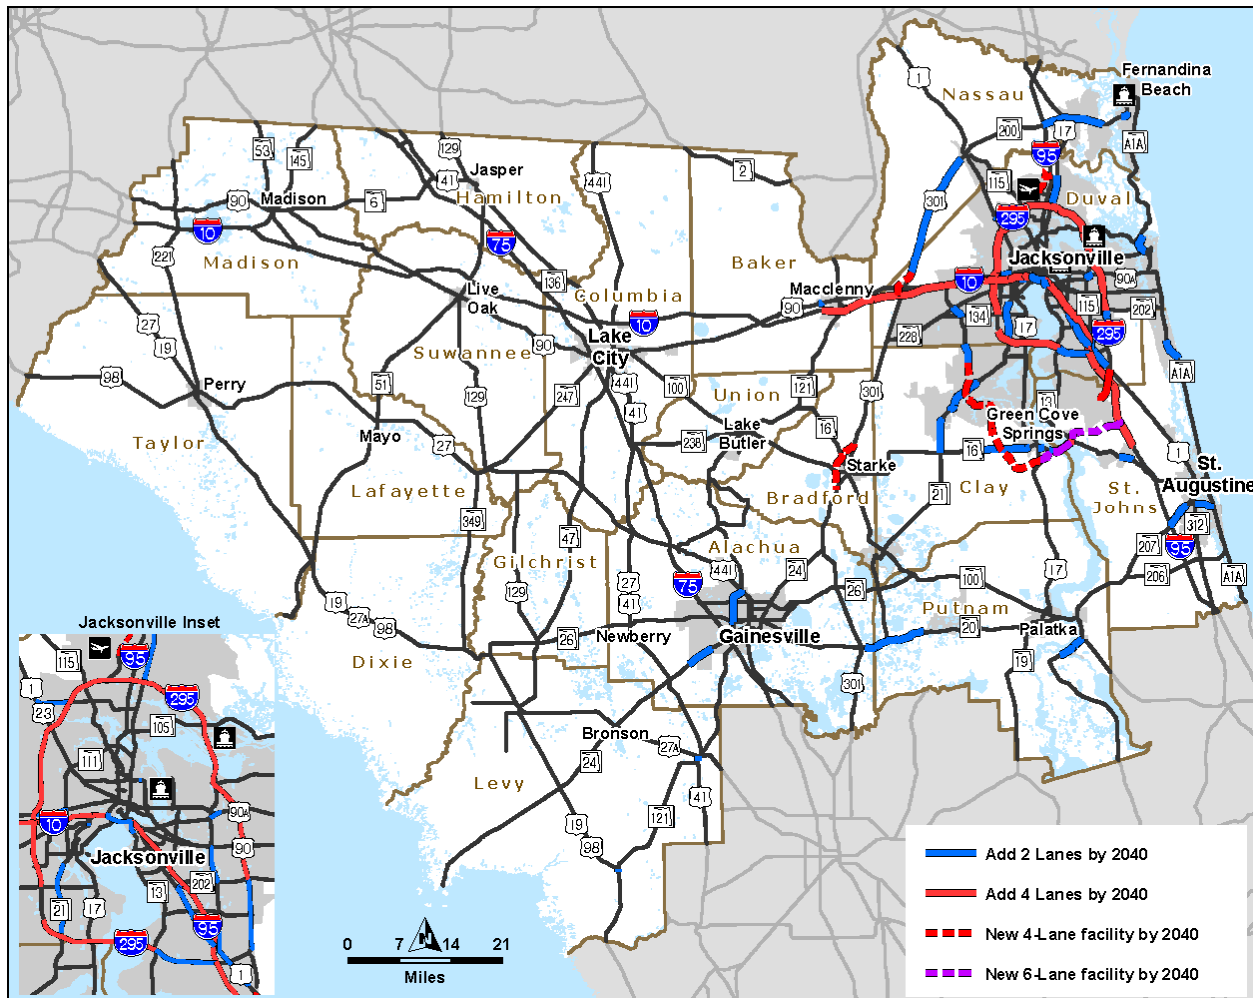 Fernandina
Beach
Nassau
1
200
17
A1A
95
53
145
129
Jasper
41
Hamilton
441
2
115
Duval
90
Madison
6
301
295
10
Madison
221
75
136
Columbia
Baker
Macclenny
90
10
Jacksonville
90A
Live
Oak
10
134
17
115
202
27
19
90
Lake
City
228
295
Suwannee
98
Perry
51
129
247
441
41
100
Union
121
301
A1A
13
Green Cove
Springs
Taylor
Mayo
27
238
Lake
Butler
16
Starke
16
1
St.
Augustine
Lafayette
Bradford
21
Clay
St.
Johns
349
47
Alachua
312
207
95
Gilchrist
441
24
17
206
A1A
19
27A
98
129
27
41
75
26
100
Putnam
26
Newberry
Gainesville
20
Palatka
Dixie
301
19
Bronson
27A
24
Levy
41
121
19
98
Jacksonville Inset
115
95
1
23
295
105
111
90A
10
90
Jacksonville
13
202
21
17
95
295
1
N
0 7 14 21
Miles
Add 2 Lanes by 2040
Add 4 Lanes by 2040
New 4-Lane facility by 2040
New 6-Lane facility by 2040